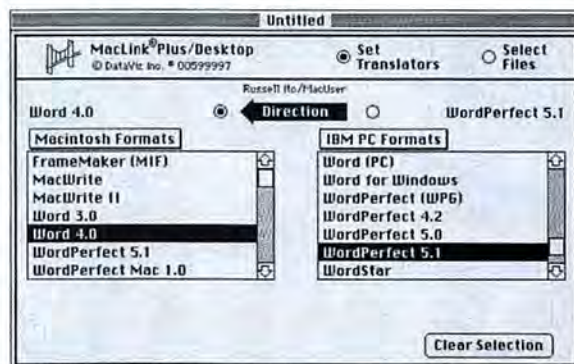 Untitled
MacLink®Plus/Desktop
© DataViz Inc. * 00599997
Set Translators
Select Files
Russell Ito/MacUser
Word 4.0
Direction
WordPerfect 5.1
Macintosh Formats
FrameMaker (MIF)
MacWrite
MacWrite II
Word 3.0
Word 4.0
WordPerfect 5.1
WordPerfect Mac 1.0
IBM PC Formats
Word (PC)
Word for Windows
WordPerfect (WPG)
WordPerfect 4.2
WordPerfect 5.0
WordPerfect 5.1
WordStar
Clear Selection